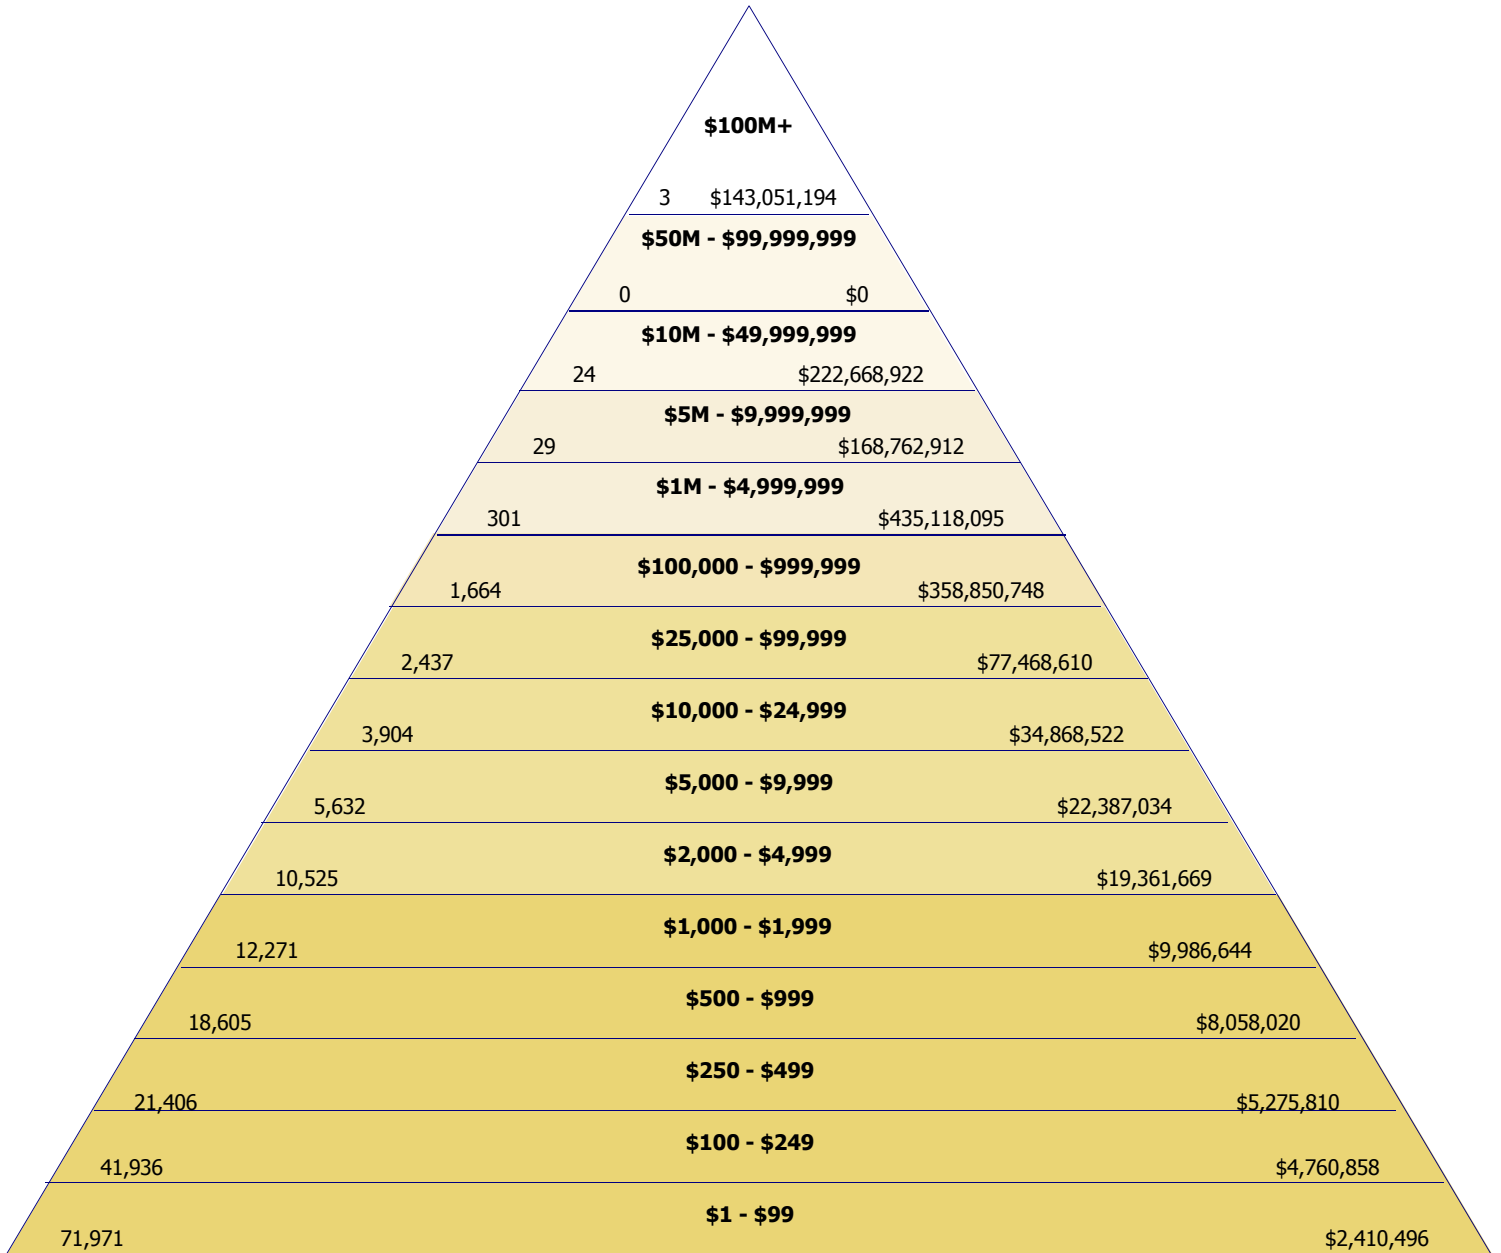 $100M+
3 $143,051,194
$50M - $99,999,999
0 $0
$10M - $49,999,999
24 $222,668,922
$5M - $9,999,999
29 $168,762,912
$1M - $4,999,999
301 $435,118,095
$100,000 - $999,999
1,664 $358,850,748
$25,000 - $99,999
2,437 $77,468,610
$10,000 - $24,999
3,904 $34,868,522
$5,000 - $9,999
5,632 $22,387,034
$2,000 - $4,999
10,525 $19,361,669
$1,000 - $1,999
12,271 $9,986,644
$500 - $999
18,605 $8,058,020
$250 - $499
21,406 $5,275,810
$100 - $249
41,936 $4,760,858
$1 - $99
71,971 $2,410,496